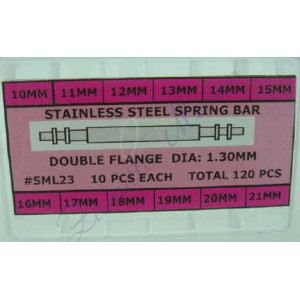 10MM 11MM 12MM 13MM 14MM 15MM
STAINLESS STEEL SPRING BAR
DOUBLE FLANGE DIA: 1.30MM
#SML23 10 PCS EACH TOTAL 120 PCS
16MM 17MM 18MM 19MM 20MM 21MM